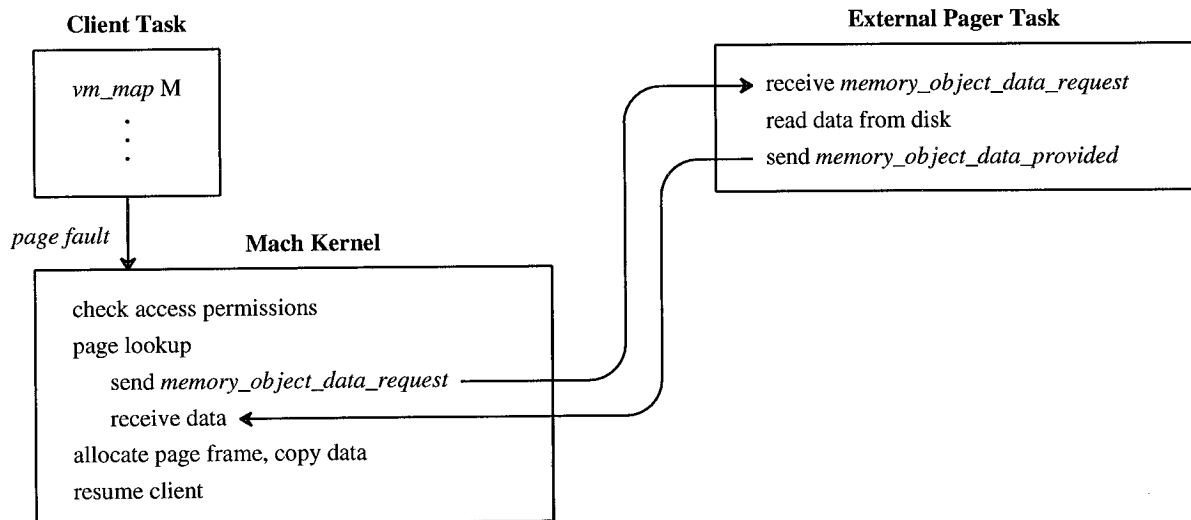 Client Task
vm_map M
.
.
.
page fault
External Pager Task
receive memory_object_data_request
read data from disk
send memory_object_data_provided
Mach Kernel
check access permissions
page lookup
send memory_object_data_request
receive data
allocate page frame, copy data
resume client